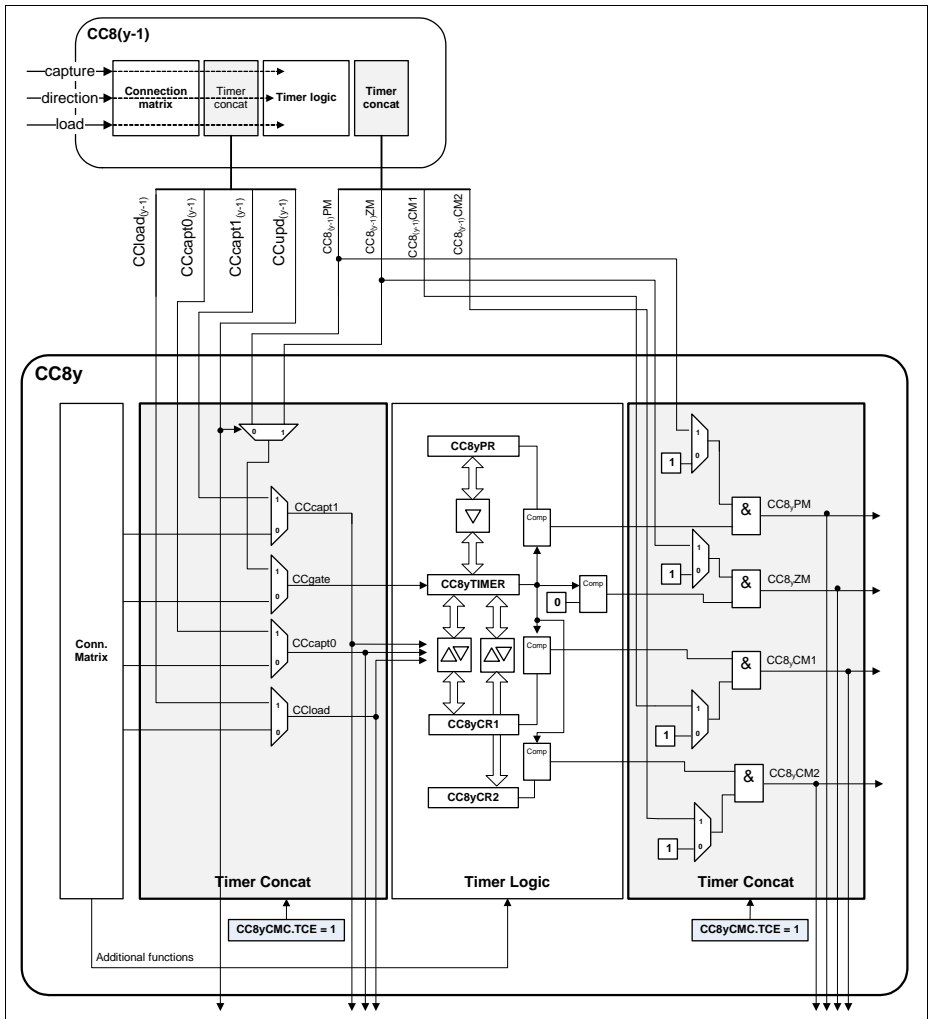 CC8(y-1)
capture
direction
load
Connection
matrix
Timer
concat
Timer logic
Timer
concat
CCload(y-1)
CCcapt0(y-1)
CCcapt1(y-1)
CCupd(y-1)
CC8(y-1)PM
CC8(y-1)ZM
CC8(y-1)CM1
CC8(y-1)CM2
CC8y
Conn.
Matrix
0
1
1
0
CCcapt1
1
0
CCgate
1
0
CCcapt0
1
0
CCload
Timer Concat
CC8yCMC.TCE = 1
CC8yPR
Comp
CC8yTIMER
Comp
0
Comp
CC8yCR1
Comp
CC8yCR2
Timer Logic
1
0
1
&
CC8yPM
1
0
1
&
CC8yZM
&
CC8yCM1
1
0
1
&
CC8yCM2
1
0
1
Timer Concat
CC8yCMC.TCE = 1
Additional functions